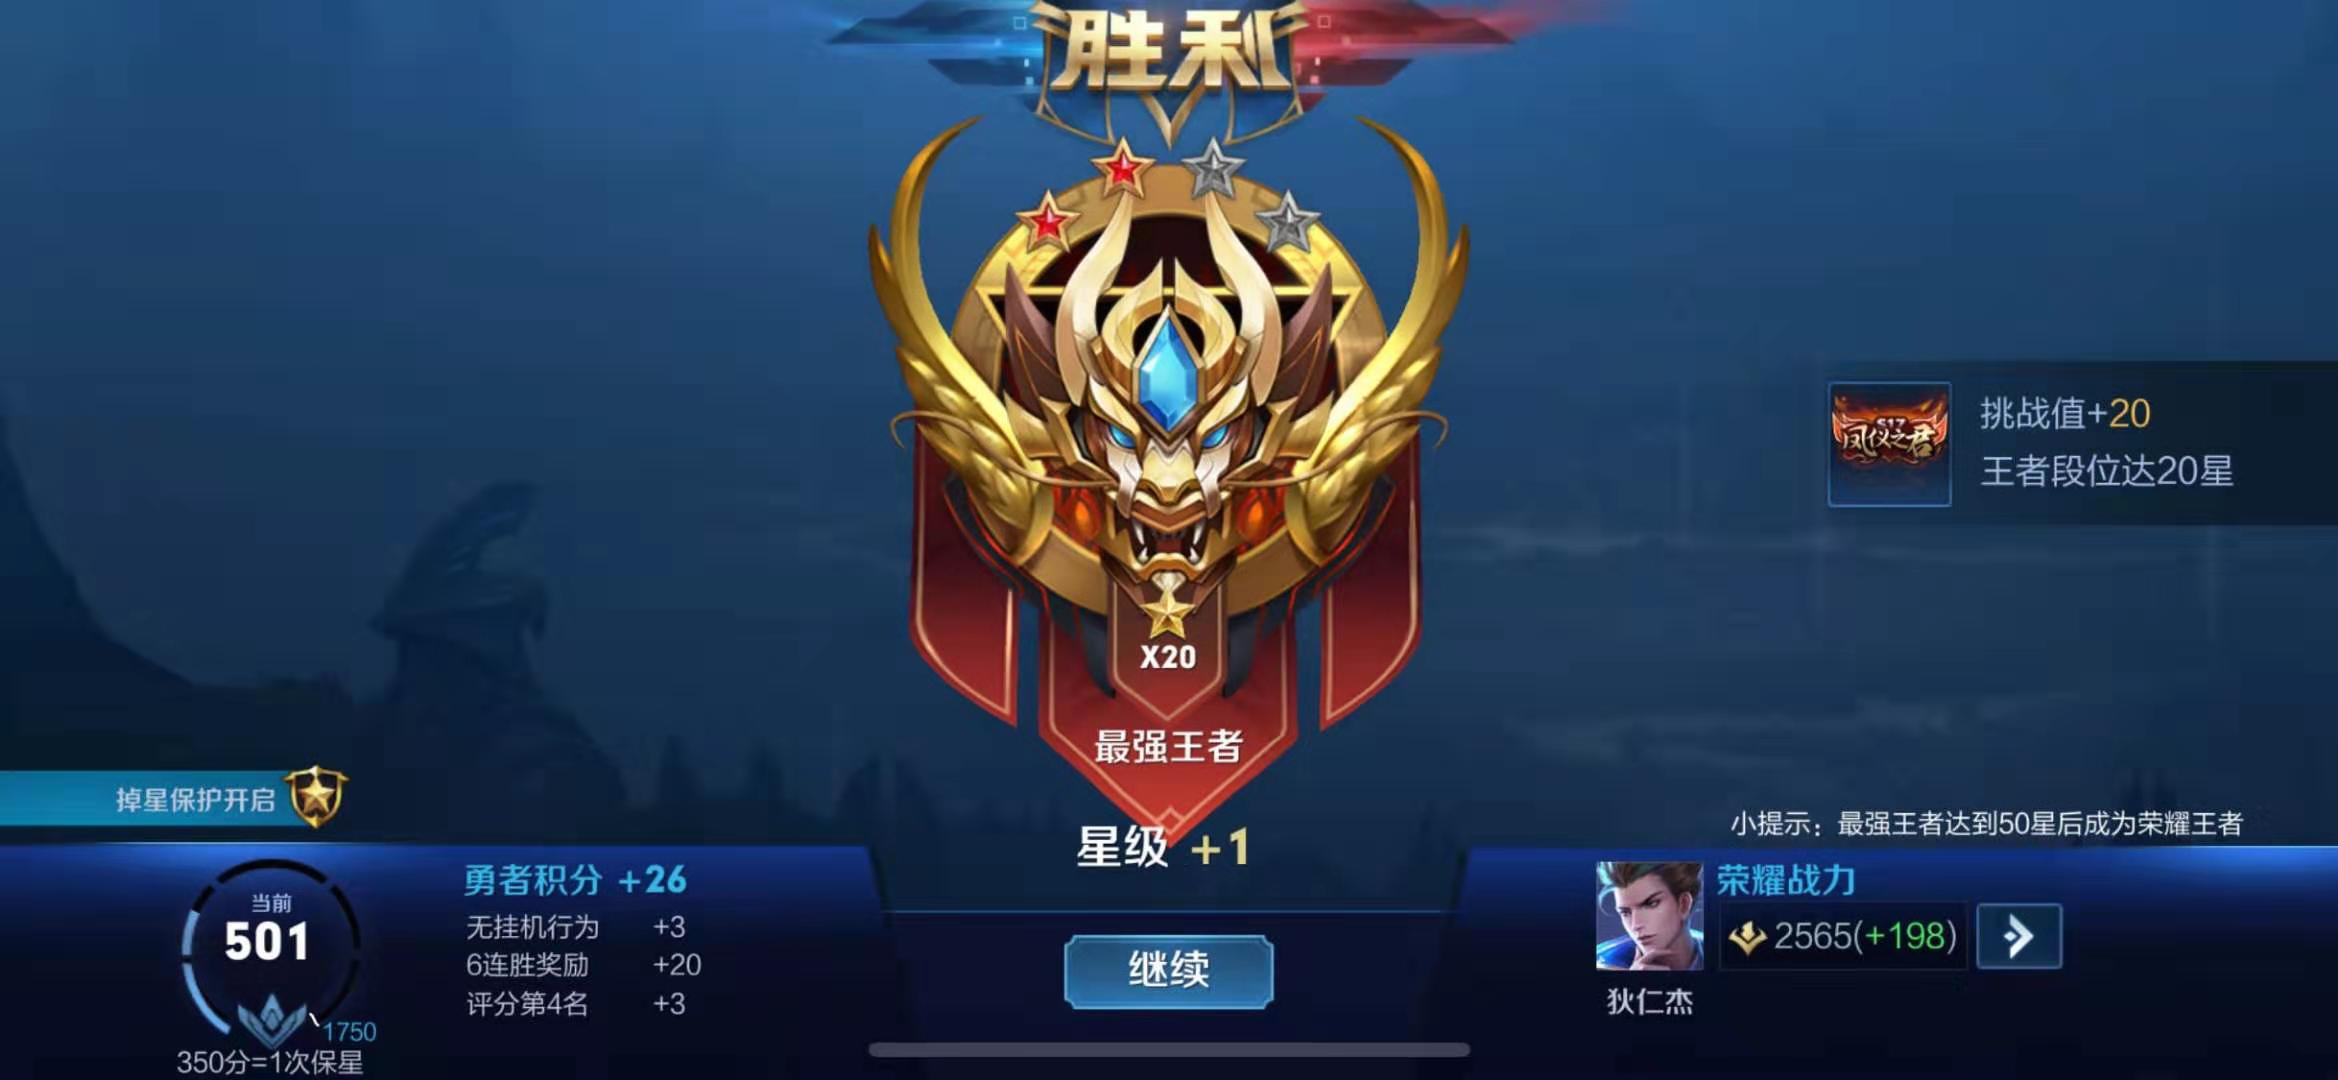 胜利
S17
凤仪之君
挑战值+20
王者段位达20星
X20
最强王者
星级 +1
掉星保护开启
小提示：最强王者达到50星后成为荣耀王者
当前
501
1750
350分=1次保星
勇者积分 +26
无挂机行为 +3
6连胜奖励 +20
评分第4名 +3
继续
荣耀战力
2565(+198)
狄仁杰